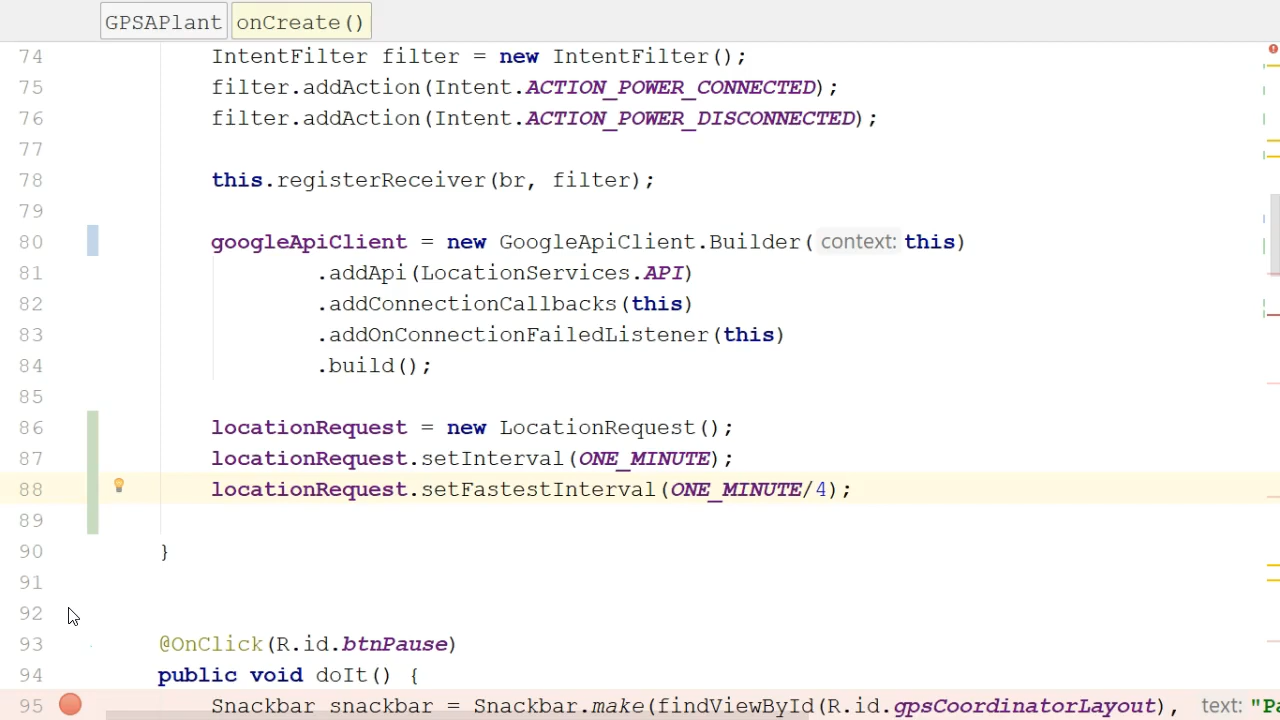 GPSAPlant onCreate()
74 IntentFilter filter = new IntentFilter();
75 filter.addAction(Intent.ACTION_POWER_CONNECTED);
76 filter.addAction(Intent.ACTION_POWER_DISCONNECTED);
77
78 this.registerReceiver(br, filter);
79
80 googleApiClient = new GoogleApiClient.Builder( context: this)
81 .addApi(LocationServices.API)
82 .addConnectionCallbacks(this)
83 .addOnConnectionFailedListener(this)
84 .build();
85
86 locationRequest = new LocationRequest();
87 locationRequest.setInterval(ONE_MINUTE);
88 locationRequest.setFastestInterval(ONE_MINUTE/4);
89
90 }
91
92
93 @OnClick(R.id.btnPause)
94 public void doIt() {
95 Snackbar snackbar = Snackbar.make(findViewById(R.id.gpsCoordinatorLayout), text: